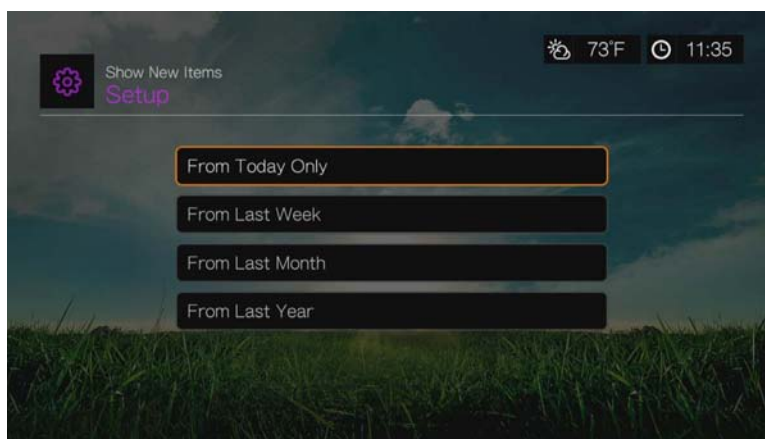 73°F 11:35
Show New Items
Setup
From Today Only
From Last Week
From Last Month
From Last Year